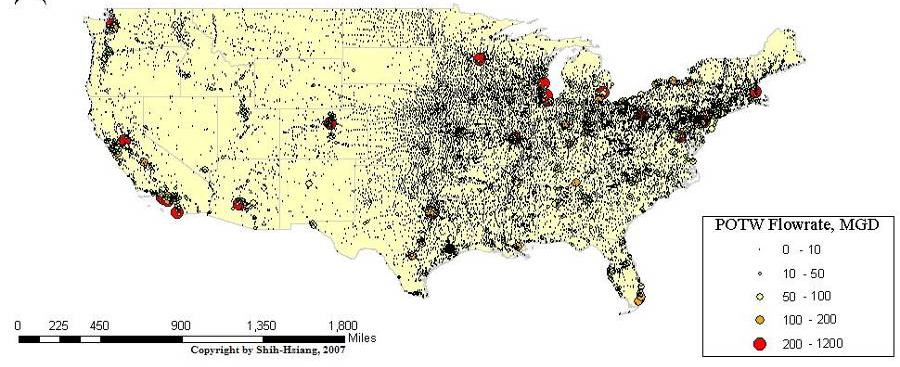 POTW Flowrate, MGD
0 - 10
10 - 50
50 - 100
100 - 200
200 - 1200
0 225 450 900 1,350 1,800
Miles
Copyright by Shih-Hsiang, 2007